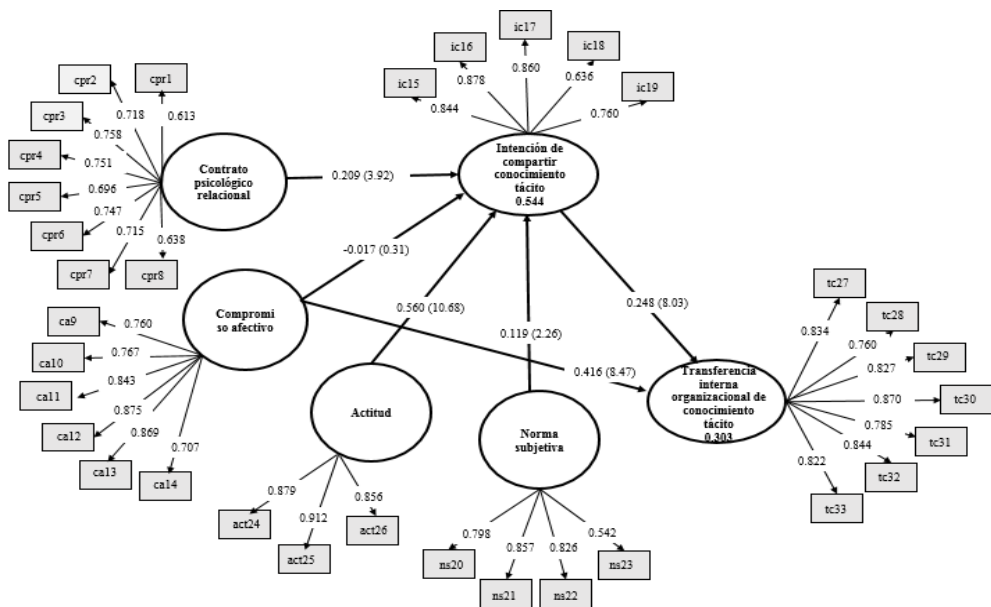 ic17
ic16
ic18
ic15
ic19
0.844
0.878
0.860
0.636
0.760
cpr1
cpr2
cpr3
cpr4
cpr5
cpr6
cpr7
cpr8
0.613
0.718
0.758
0.751
0.696
0.747
0.715
0.638
Contrato
psicológico
relacional
0.209 (3.92)
Intención de
compartir
conocimiento
tácito
0.544
-0.017 (0.31)
0.560 (10.68)
0.119 (2.26)
0.248 (8.03)
0.416 (8.47)
Compromi
so afectivo
ca9
ca10
ca11
ca12
ca13
ca14
0.760
0.767
0.843
0.875
0.869
0.707
Actitud
0.879
0.912
0.856
act24
act25
act26
Norma
subjetiva
0.798
0.857
0.826
0.542
ns20
ns21
ns22
ns23
Transferencia
interna
organizacional de
conocimiento
tácito
0.303
tc27
tc28
tc29
tc30
tc31
tc32
tc33
0.834
0.760
0.827
0.870
0.785
0.844
0.822